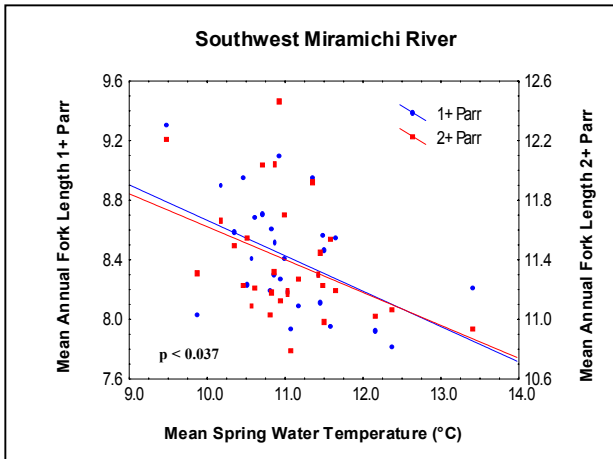 Southwest Miramichi River
Mean Annual Fork Length 1+ Parr
9.6
9.2
8.8
8.4
8.0
7.6
12.6
12.2
11.8
11.4
11.0
10.6
Mean Annual Fork Length 2+ Parr
1+ Parr
2+ Parr
p < 0.037
9.0 10.0 11.0 12.0 13.0 14.0
Mean Spring Water Temperature (°C)